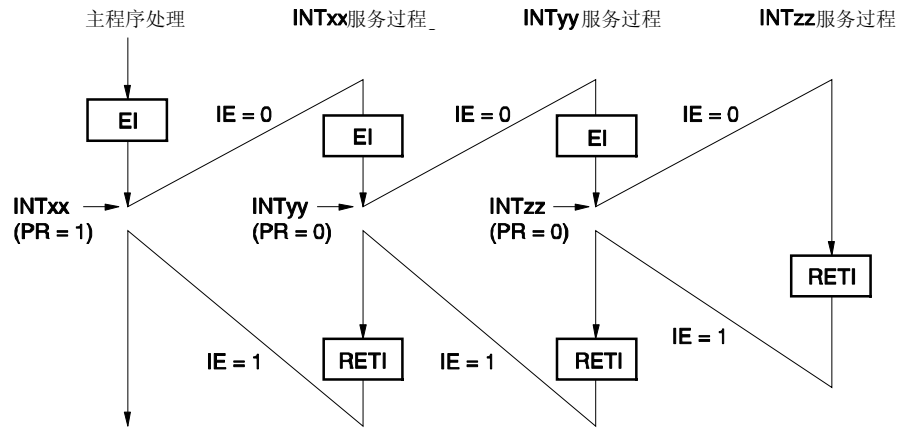 主程序处理
INTxx服务过程
INTyy服务过程
INTzz服务过程
EI
IE = 0
EI
IE = 0
EI
IE = 0
INTxx
(PR = 1)
INTyy
(PR = 0)
INTzz
(PR = 0)
RETI
IE = 1
RETI
IE = 1
RETI
IE = 1